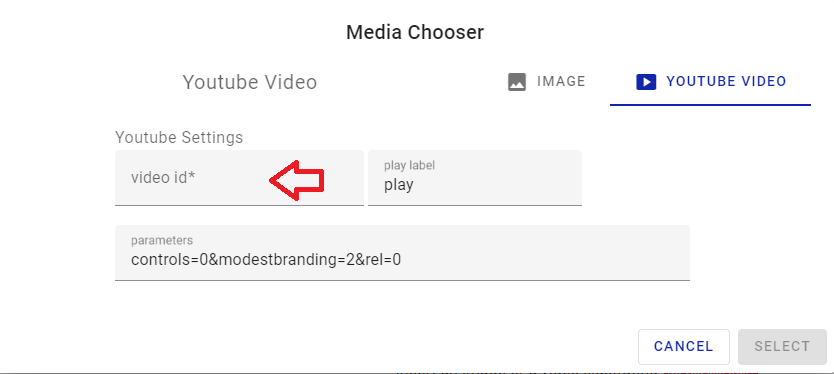 Media Chooser
Youtube Video
IMAGE
YOUTUBE VIDEO
Youtube Settings
video id*
play label
play
parameters
controls=0&modestbranding=2&rel=0
CANCEL
SELECT